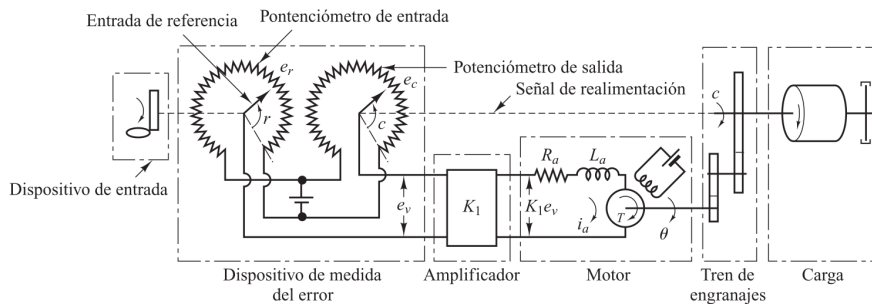 Entrada de referencia
Pontenciómetro de entrada
e_r
e_c
Potenciómetro de salida
Señal de realimentación
r
c
c
Dispositivo de entrada
R_a
L_a
e_v
K_1
K_1e_v
i_a
T
θ
Dispositivo de medida
del error
Amplificador
Motor
Tren de
engranajes
Carga